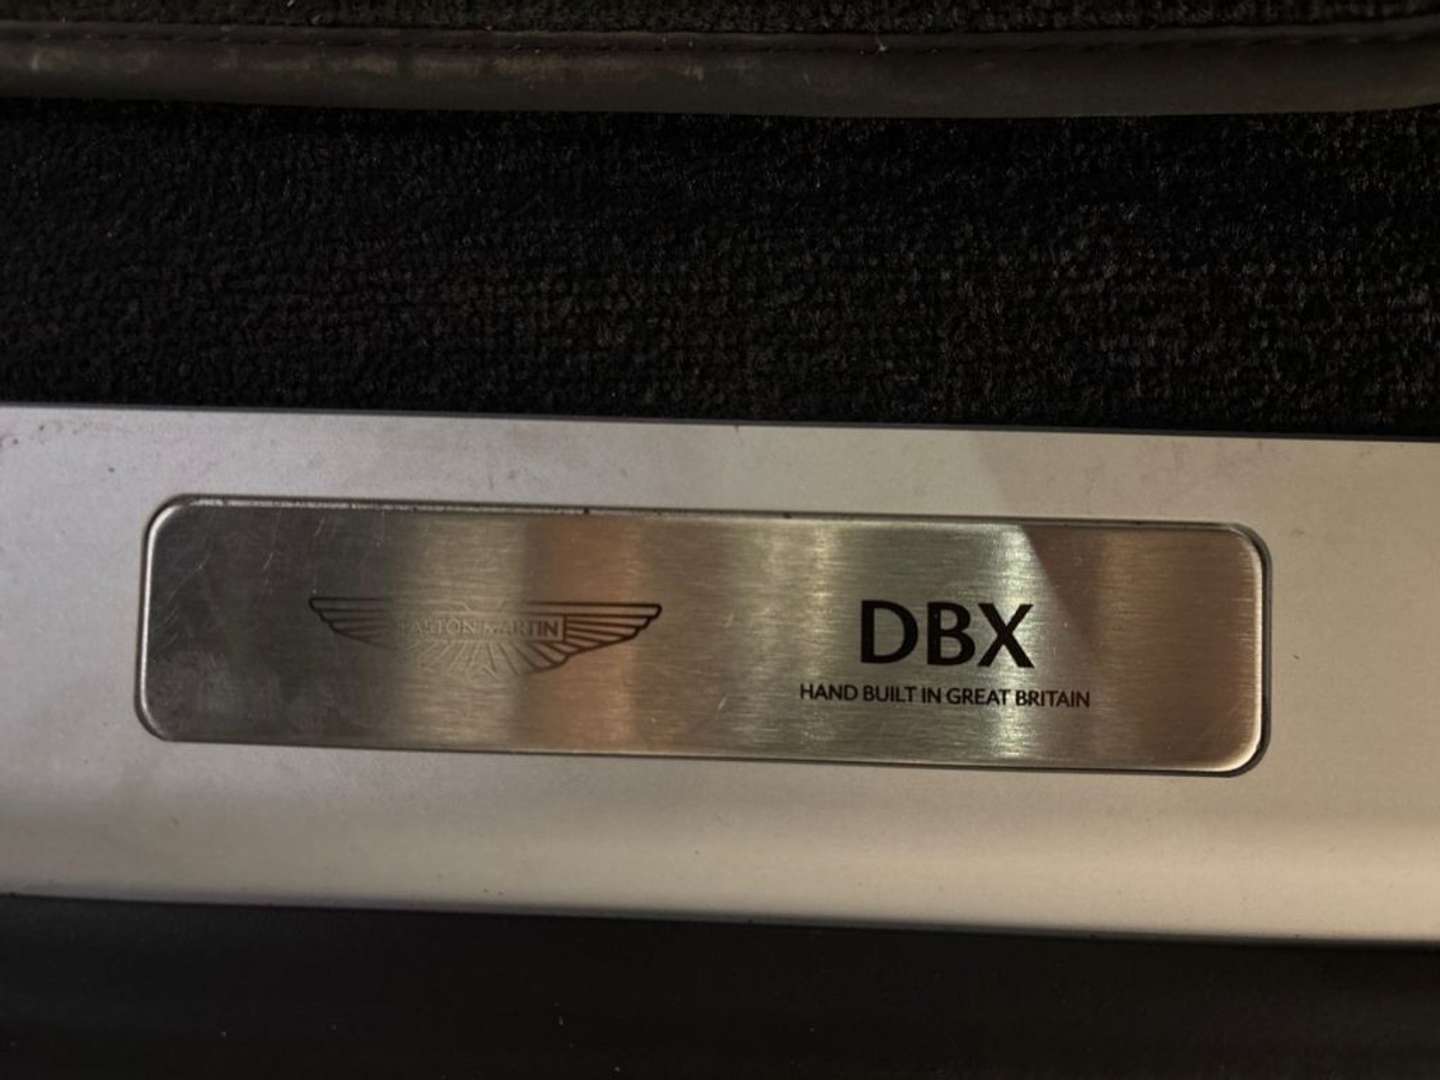 ASTON MARTIN
DBX
HAND BUILT IN GREAT BRITAIN